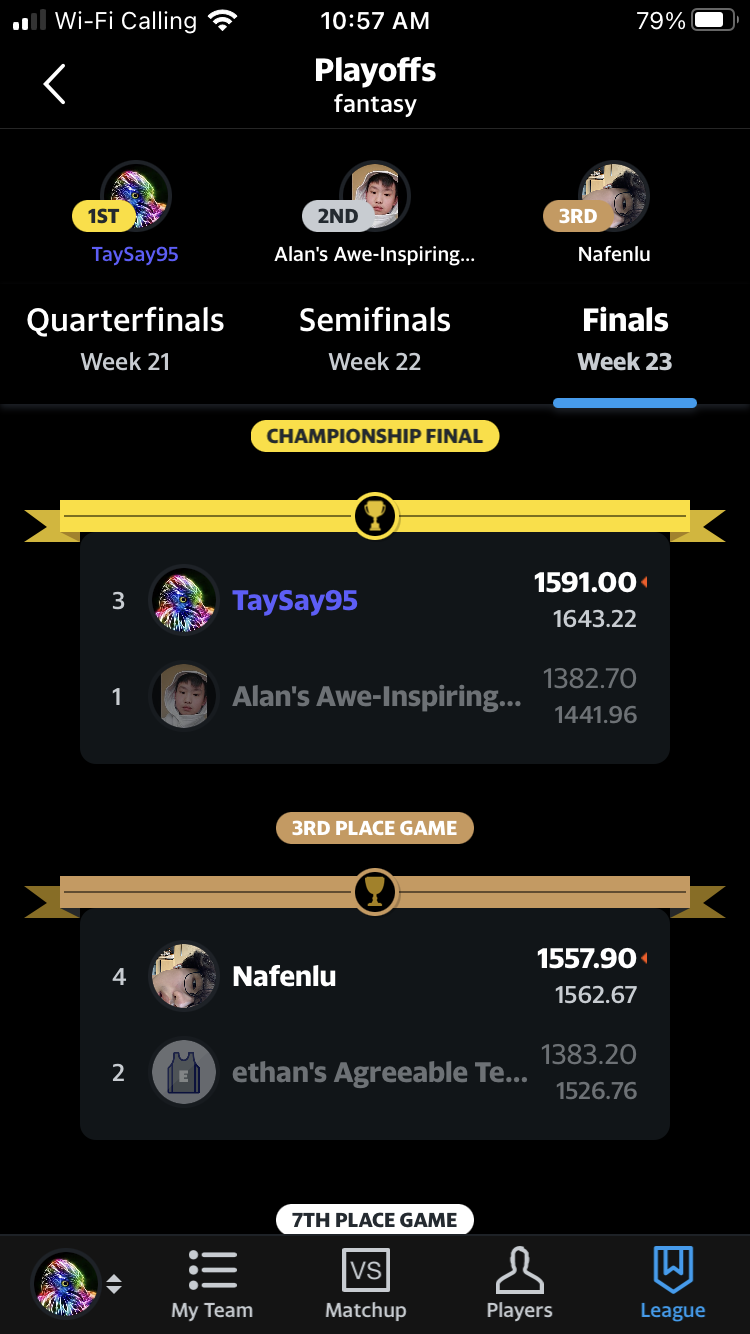 Wi-Fi Calling 10:57 AM 79%
Playoffs
fantasy
1ST 2ND 3RD
TaySay95 Alan's Awe-Inspiring... Nafenlu
Quarterfinals Semifinals Finals
Week 21 Week 22 Week 23
CHAMPIONSHIP FINAL
3 TaySay95 1591.00
1643.22
1 Alan's Awe-Inspiring... 1382.70
1441.96
3RD PLACE GAME
4 Nafenlu 1557.90
1562.67
2 E ethan's Agreeable Te... 1383.20
1526.76
7TH PLACE GAME
VS
My Team Matchup Players League